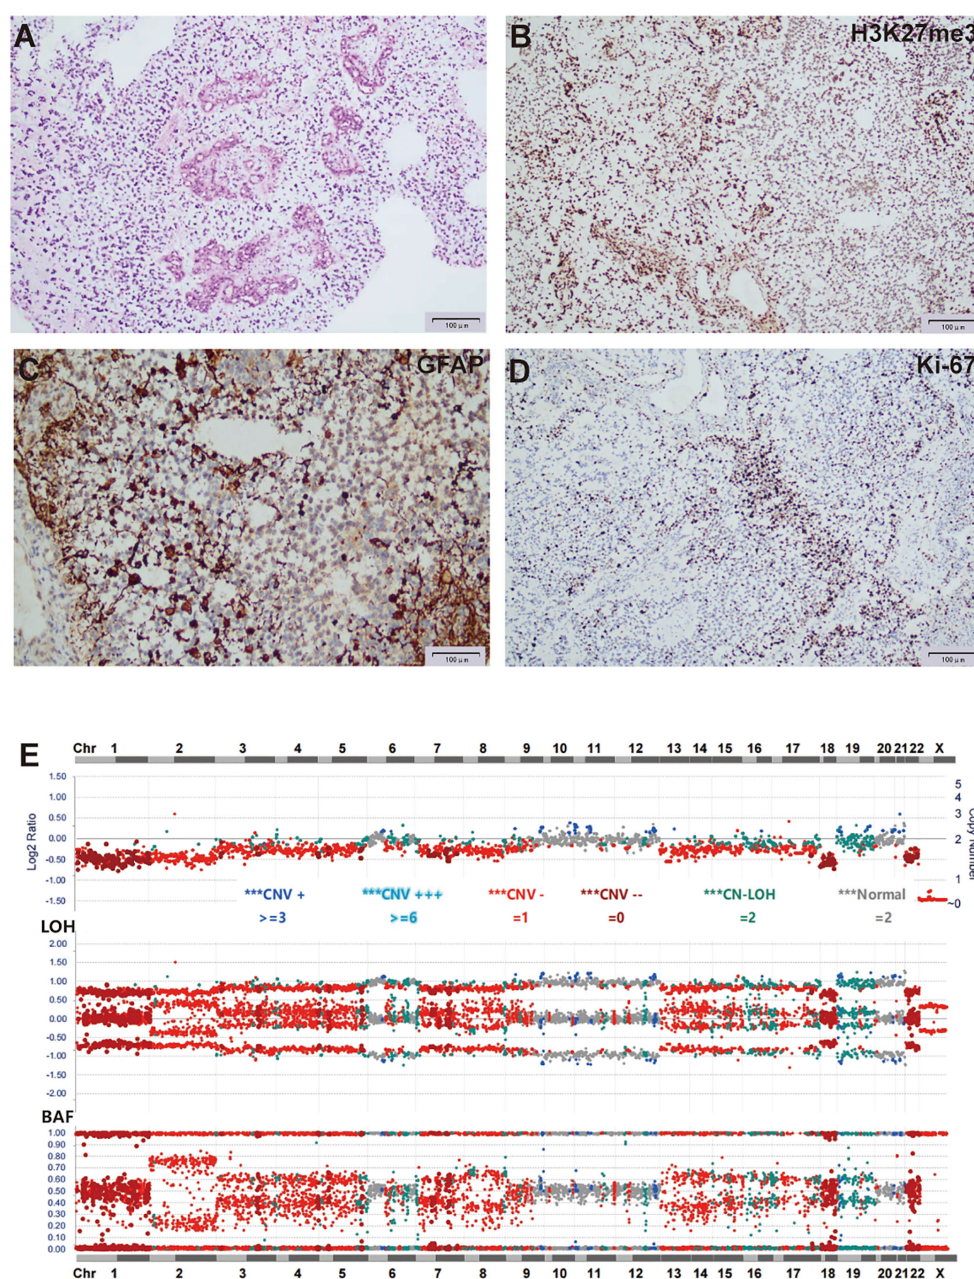 A
B
H3K27me3
100 μm
100 μm
C
GFAP
D
Ki-67
100 μm
100 μm
E
Chr 1 2 3 4 5 6 7 8 9 10 11 12 13 14 15 16 17 18 19 20 21 22 X
1.50
1.00
0.50
0.00
-0.50
-1.00
-1.50
Log2 Ratio
5
4
3
2
1
~0
Copy Number
***CNV + ***CNV +++ ***CNV - ***CNV -- ***CN-LOH ***Normal
>=3 >=6 =1 =0 =2 =2
LOH
2.00
1.50
1.00
0.50
0.00
-0.50
-1.00
-1.50
-2.00
BAF
1.00
0.90
0.80
0.70
0.60
0.50
0.40
0.30
0.20
0.10
0.00
Chr 1 2 3 4 5 6 7 8 9 10 11 12 13 14 15 16 17 18 19 20 21 22 X